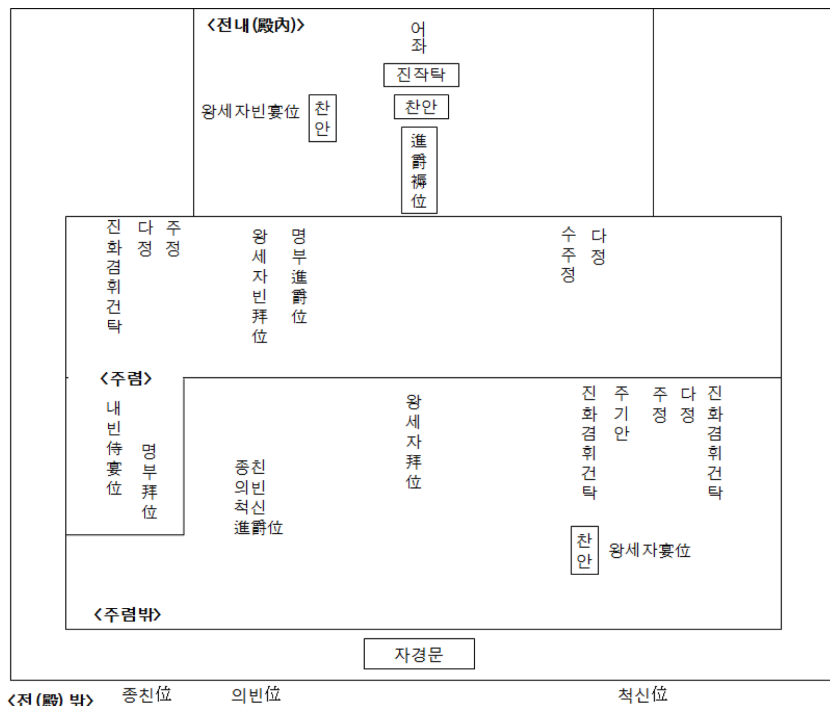 <전내(殿內)>
어좌
진작탁
찬안
왕세자빈宴位
찬안
進爵褥位
진화겸휘건탁
다정
주정
왕세자빈拜位
명부進爵位
수주정
다정
<주렴>
내빈侍宴位
명부拜位
종친
의빈
척신
進爵位
왕세자拜位
진화겸휘건탁
주기안
주정
다정
진화겸휘건탁
찬안
왕세자宴位
<주렴밖>
자경문
<전(殿) 밖>
종친位
의빈位
척신位